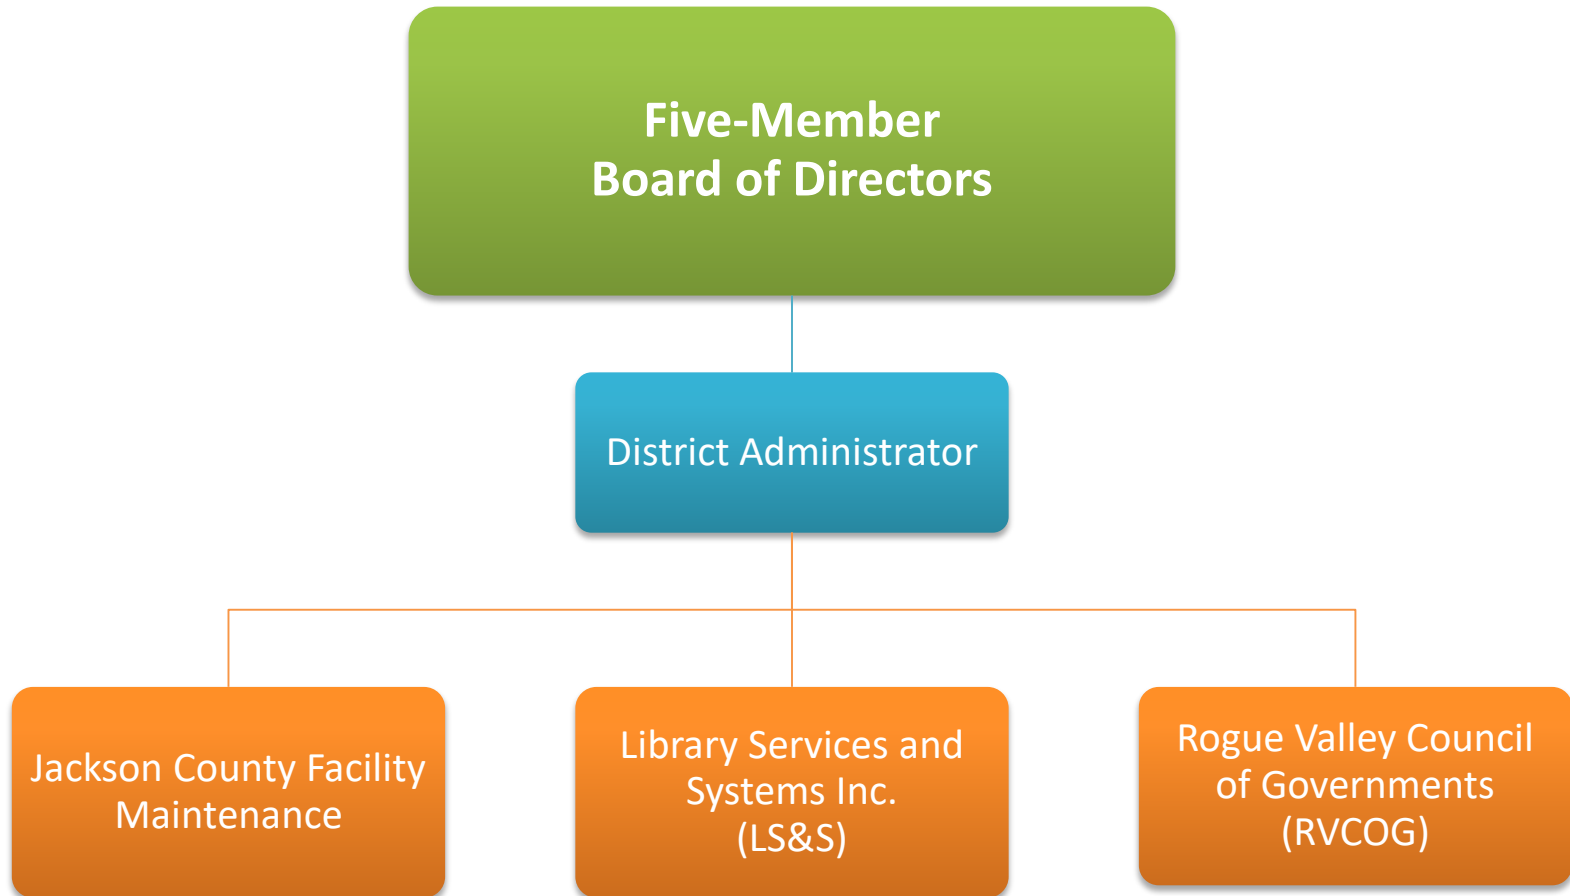 Five-Member
Board of Directors
District Administrator
Jackson County Facility
Maintenance
Library Services and
Systems Inc.
(LS&S)
Rogue Valley Council
of Governments
(RVCOG)